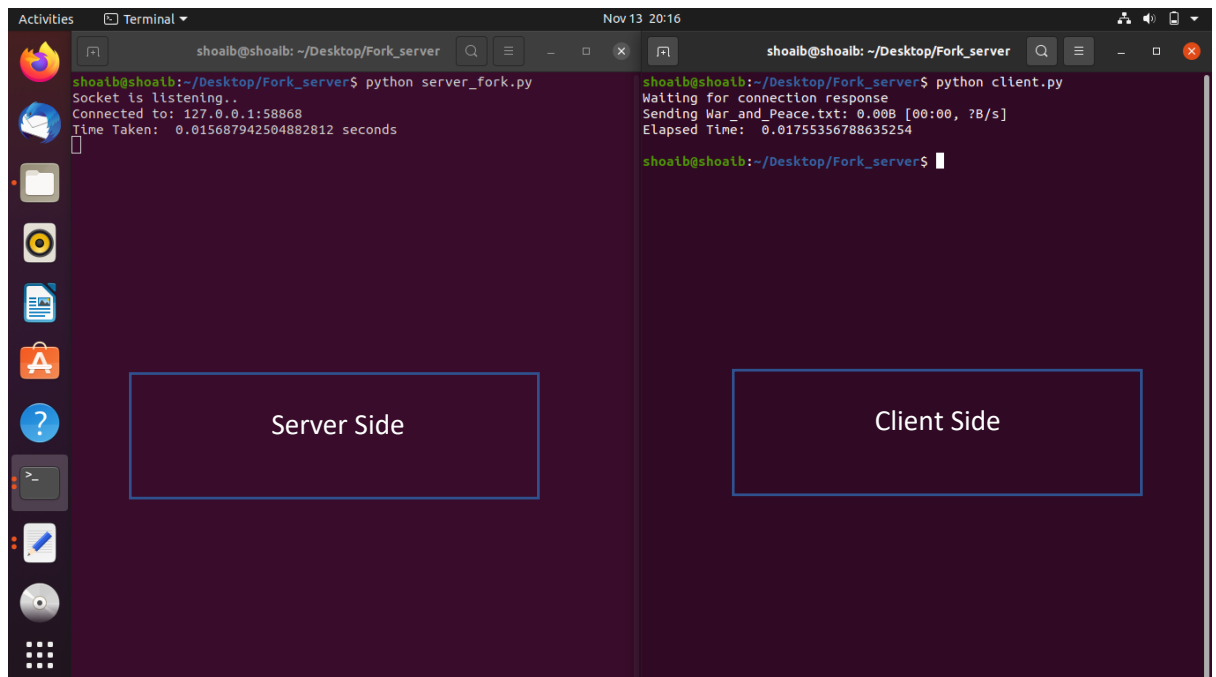 Activities Terminal Nov 13 20:16
shoaib@shoaib: ~/Desktop/Fork_server
shoaib@shoaib:~/Desktop/Fork_server$ python server_fork.py
Socket is listening..
Connected to: 127.0.0.1:58868
Time Taken:  0.015687942504882812 seconds
Server Side
shoaib@shoaib: ~/Desktop/Fork_server
shoaib@shoaib:~/Desktop/Fork_server$ python client.py
Waiting for connection response
Sending War_and_Peace.txt: 0.00B [00:00, ?B/s]
Elapsed Time:  0.01755356788635254
shoaib@shoaib:~/Desktop/Fork_server$
Client Side